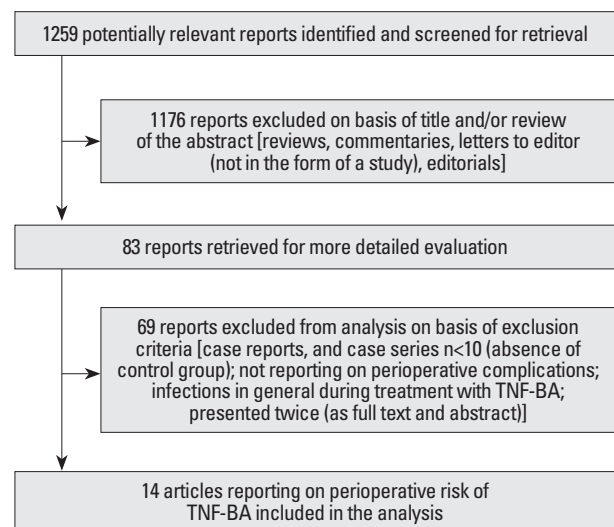 1259 potentially relevant reports identified and screened for retrieval
1176 reports excluded on basis of title and/or review
of the abstract [reviews, commentaries, letters to editor
(not in the form of a study), editorials]
83 reports retrieved for more detailed evaluation
69 reports excluded from analysis on basis of exclusion
criteria [case reports, and case series n<10 (absence of
control group); not reporting on perioperative complications;
infections in general during treatment with TNF-BA;
presented twice (as full text and abstract)]
14 articles reporting on perioperative risk of
TNF-BA included in the analysis